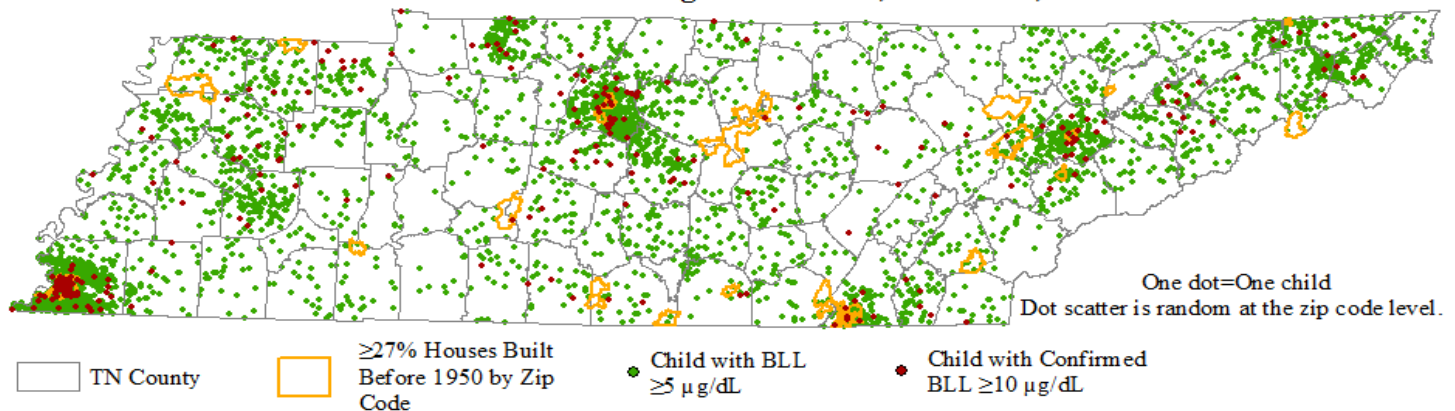 One dot=One child
Dot scatter is random at the zip code level.
TN County
≥27% Houses Built
Before 1950 by Zip
Code
Child with BLL
≥5 µg/dL
Child with Confirmed
BLL ≥10 µg/dL